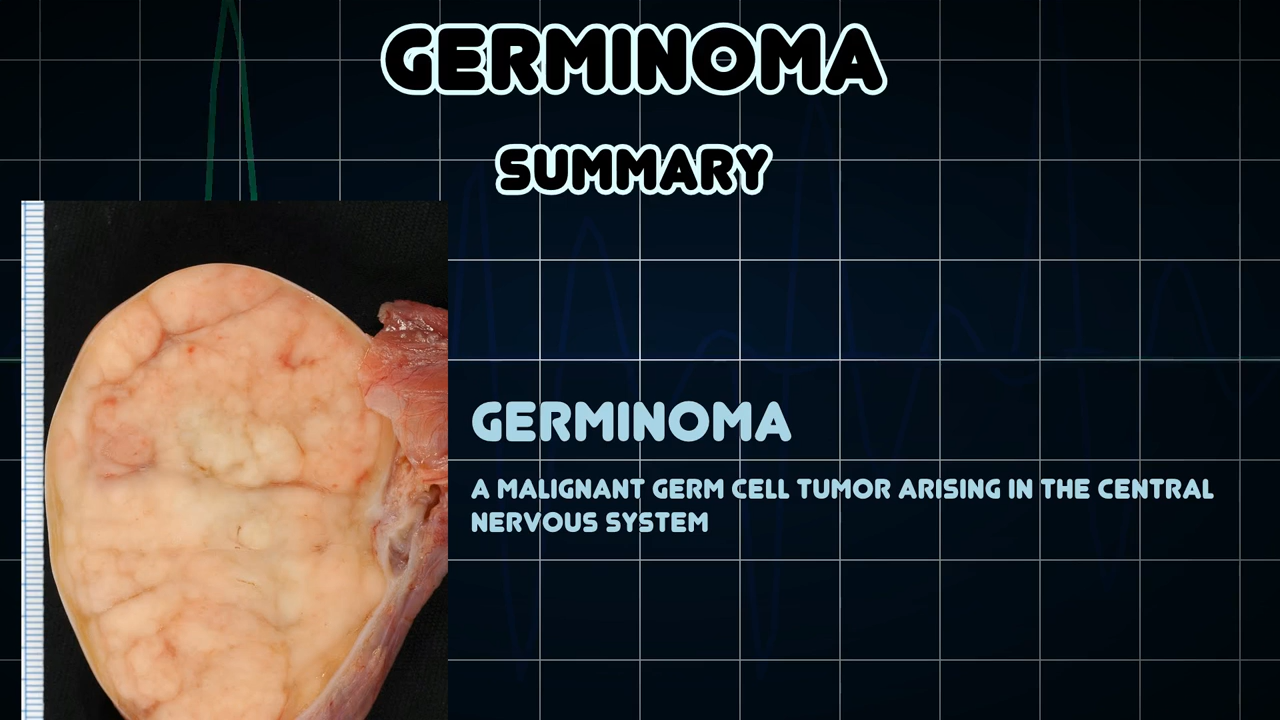 GERMINOMA
SUMMARY
GERMINOMA
A MALIGNANT GERM CELL TUMOR ARISING IN THE CENTRAL
NERVOUS SYSTEM